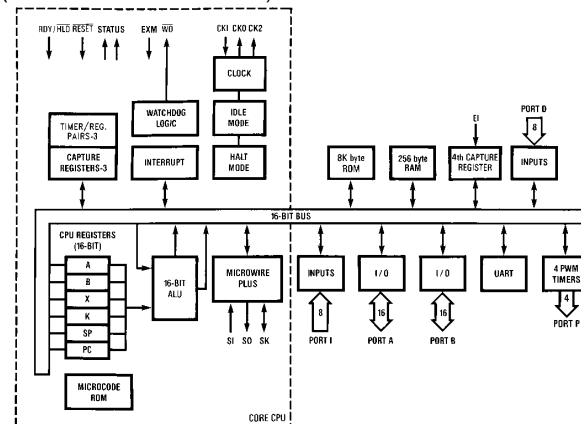 RDY/HLD RESET STATUS EXM WD CKI CKO CK2
CLOCK
PORT D
8
EI
TIMER/REG. PAIRS-3
CAPTURE REGISTERS-3
WATCHDOG LOGIC
INTERRUPT
IDLE MODE
HALT MODE
8K byte ROM
256 byte RAM
4th CAPTURE REGISTER
INPUTS
16-BIT BUS
CPU REGISTERS (16-BIT)
A
B
X
K
SP
PC
16-BIT ALU
MICROWIRE PLUS
INPUTS
I/O
I/O
UART
4 PWM TIMERS
8
16
16
4
SI SO SK
PORT I
PORT A
PORT B
PORT P
MICROCODE ROM
CORE CPU